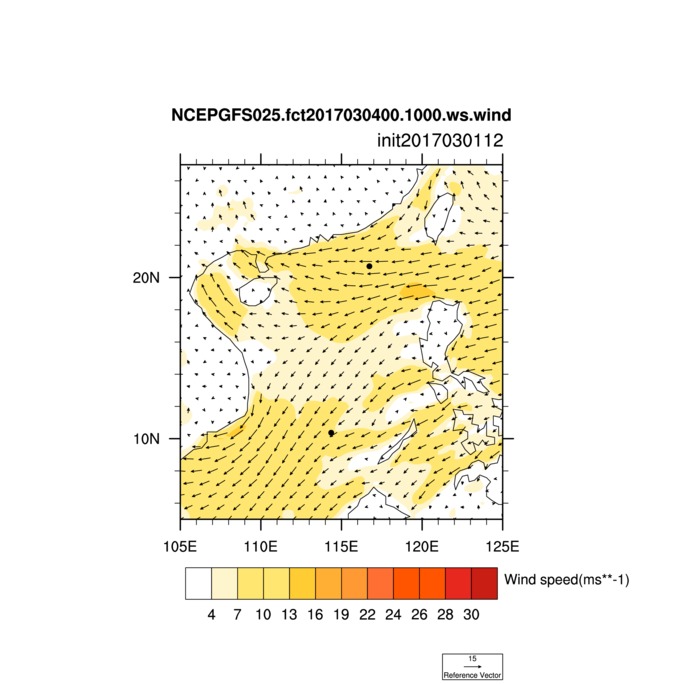 NCEPGFS025.fct2017030400.1000.ws.wind
init2017030112
20N
10N
105E 110E 115E 120E 125E
Wind speed(ms**-1)
4 7 10 13 16 19 22 24 26 28 30
15
Reference Vector